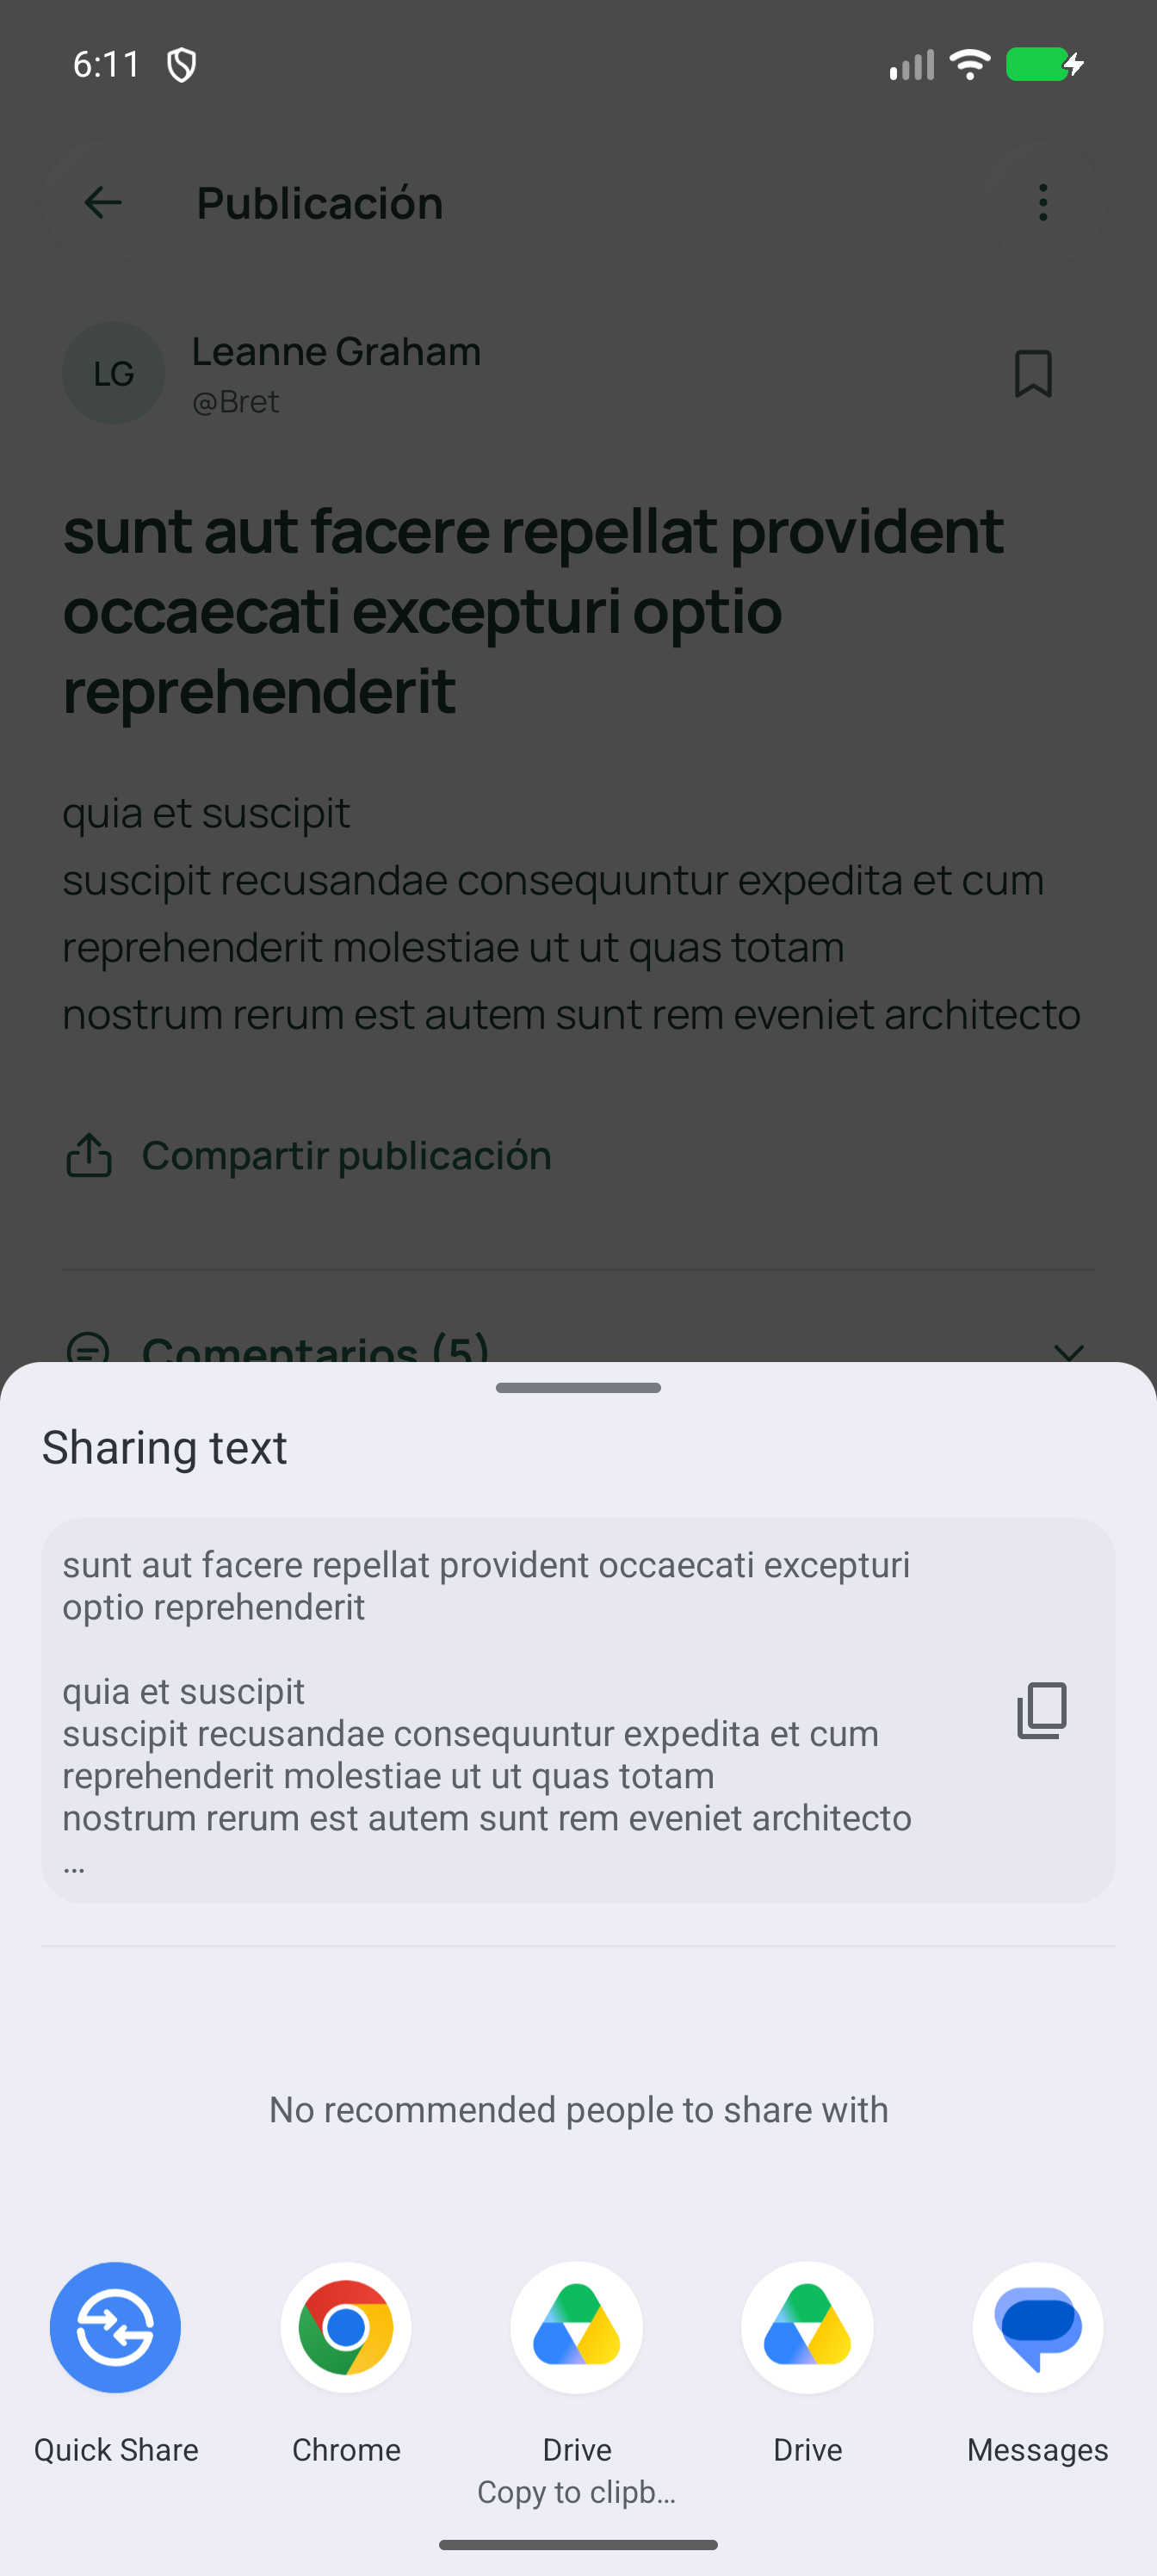 6:11
Publicación
LG
Leanne Graham
@Bret
sunt aut facere repellat provident
occaecati excepturi optio
reprehenderit
quia et suscipit
suscipit recusandae consequuntur expedita et cum
reprehenderit molestiae ut ut quas totam
nostrum rerum est autem sunt rem eveniet architecto
Compartir publicación
Comentarios (5)
Sharing text
sunt aut facere repellat provident occaecati excepturi
optio reprehenderit
quia et suscipit
suscipit recusandae consequuntur expedita et cum
reprehenderit molestiae ut ut quas totam
nostrum rerum est autem sunt rem eveniet architecto
...
No recommended people to share with
Quick Share
Chrome
Drive
Drive
Messages
Copy to clipb...